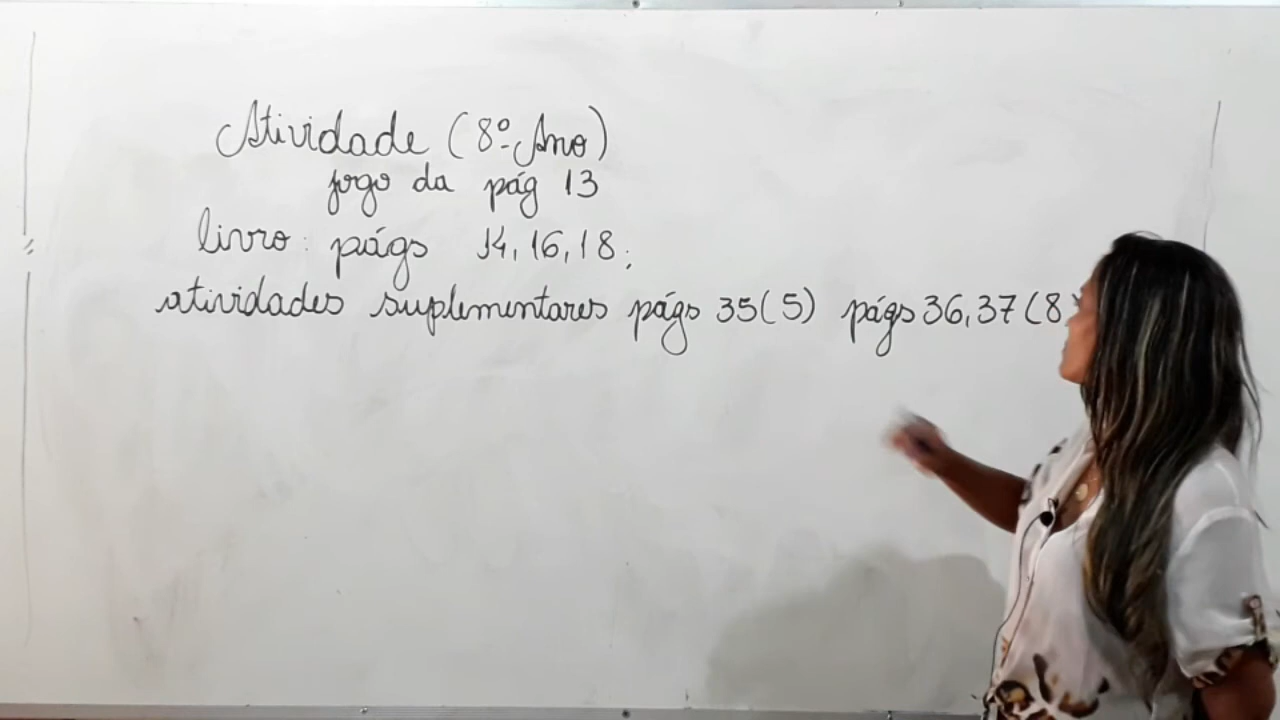 Atividade (8º Ano)
jogo da pág 13
livro: págs 14, 16, 18;
atividades suplementares págs 35(5) págs 36, 37 (8